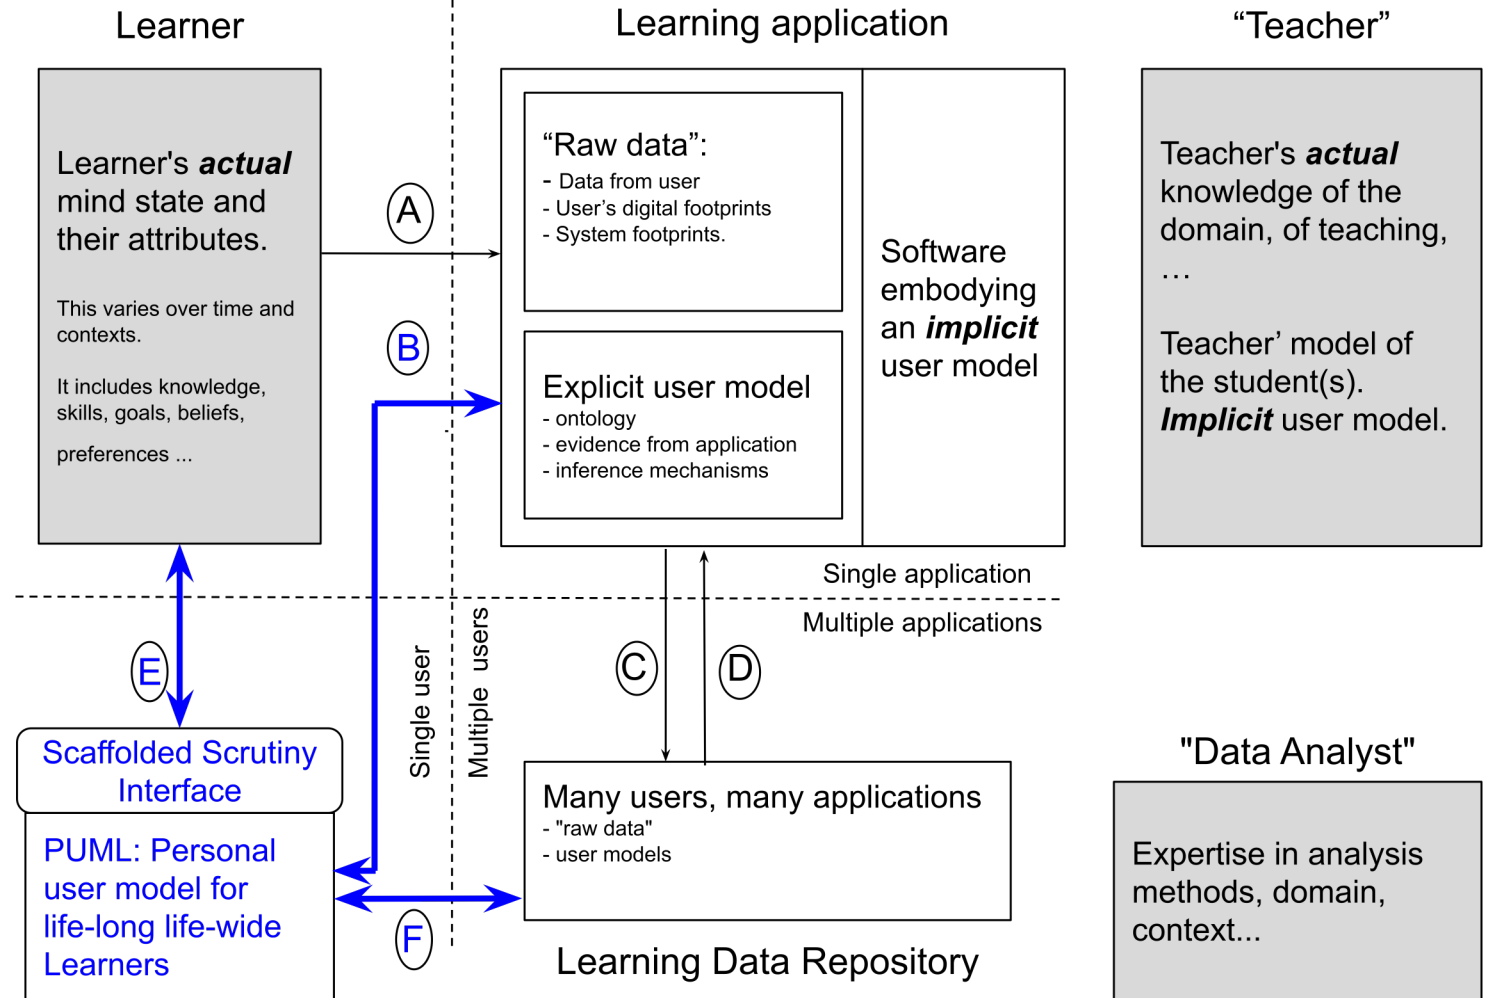 Learner
Learner's actual
mind state and
their attributes.
This varies over time and
contexts.
It includes knowledge,
skills, goals, beliefs,
preferences ...
A
B
Learning application
“Raw data”:
- Data from user
- User’s digital footprints
- System footprints.
Explicit user model
- ontology
- evidence from application
- inference mechanisms
Software
embodying
an implicit
user model
“Teacher”
Teacher's actual
knowledge of the
domain, of teaching,
…
Teacher’ model of
the student(s).
Implicit user model.
Single application
Multiple applications
Single user
Multiple users
E
C
D
Scaffolded Scrutiny
Interface
PUML: Personal
user model for
life-long life-wide
Learners
F
Many users, many applications
- "raw data"
- user models
Learning Data Repository
"Data Analyst"
Expertise in analysis
methods, domain,
context...